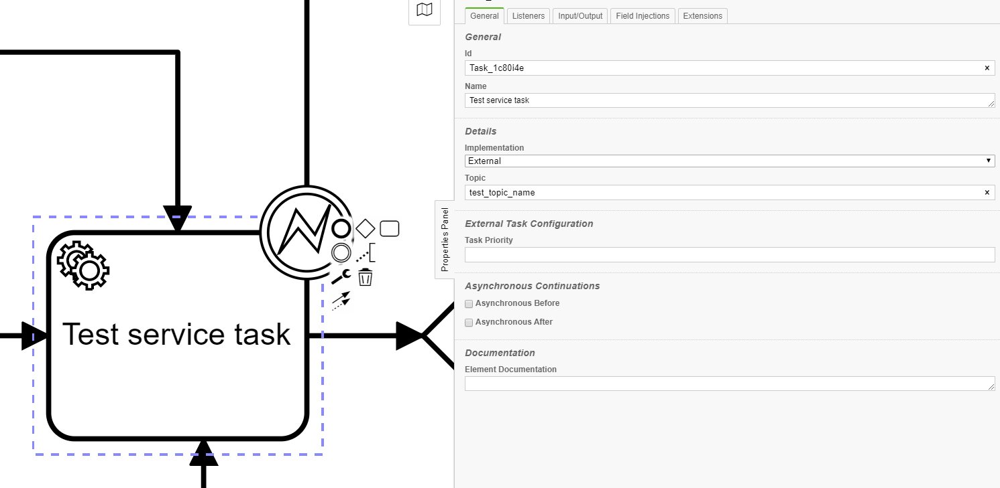 General
Listeners
Input/Output
Field Injections
Extensions
General
Id
Task_1c80i4e
Name
Test service task
Details
Implementation
External
Topic
test_topic_name
Properties Panel
External Task Configuration
Task Priority
Asynchronous Continuations
Asynchronous Before
Asynchronous After
Test service task
Documentation
Element Documentation